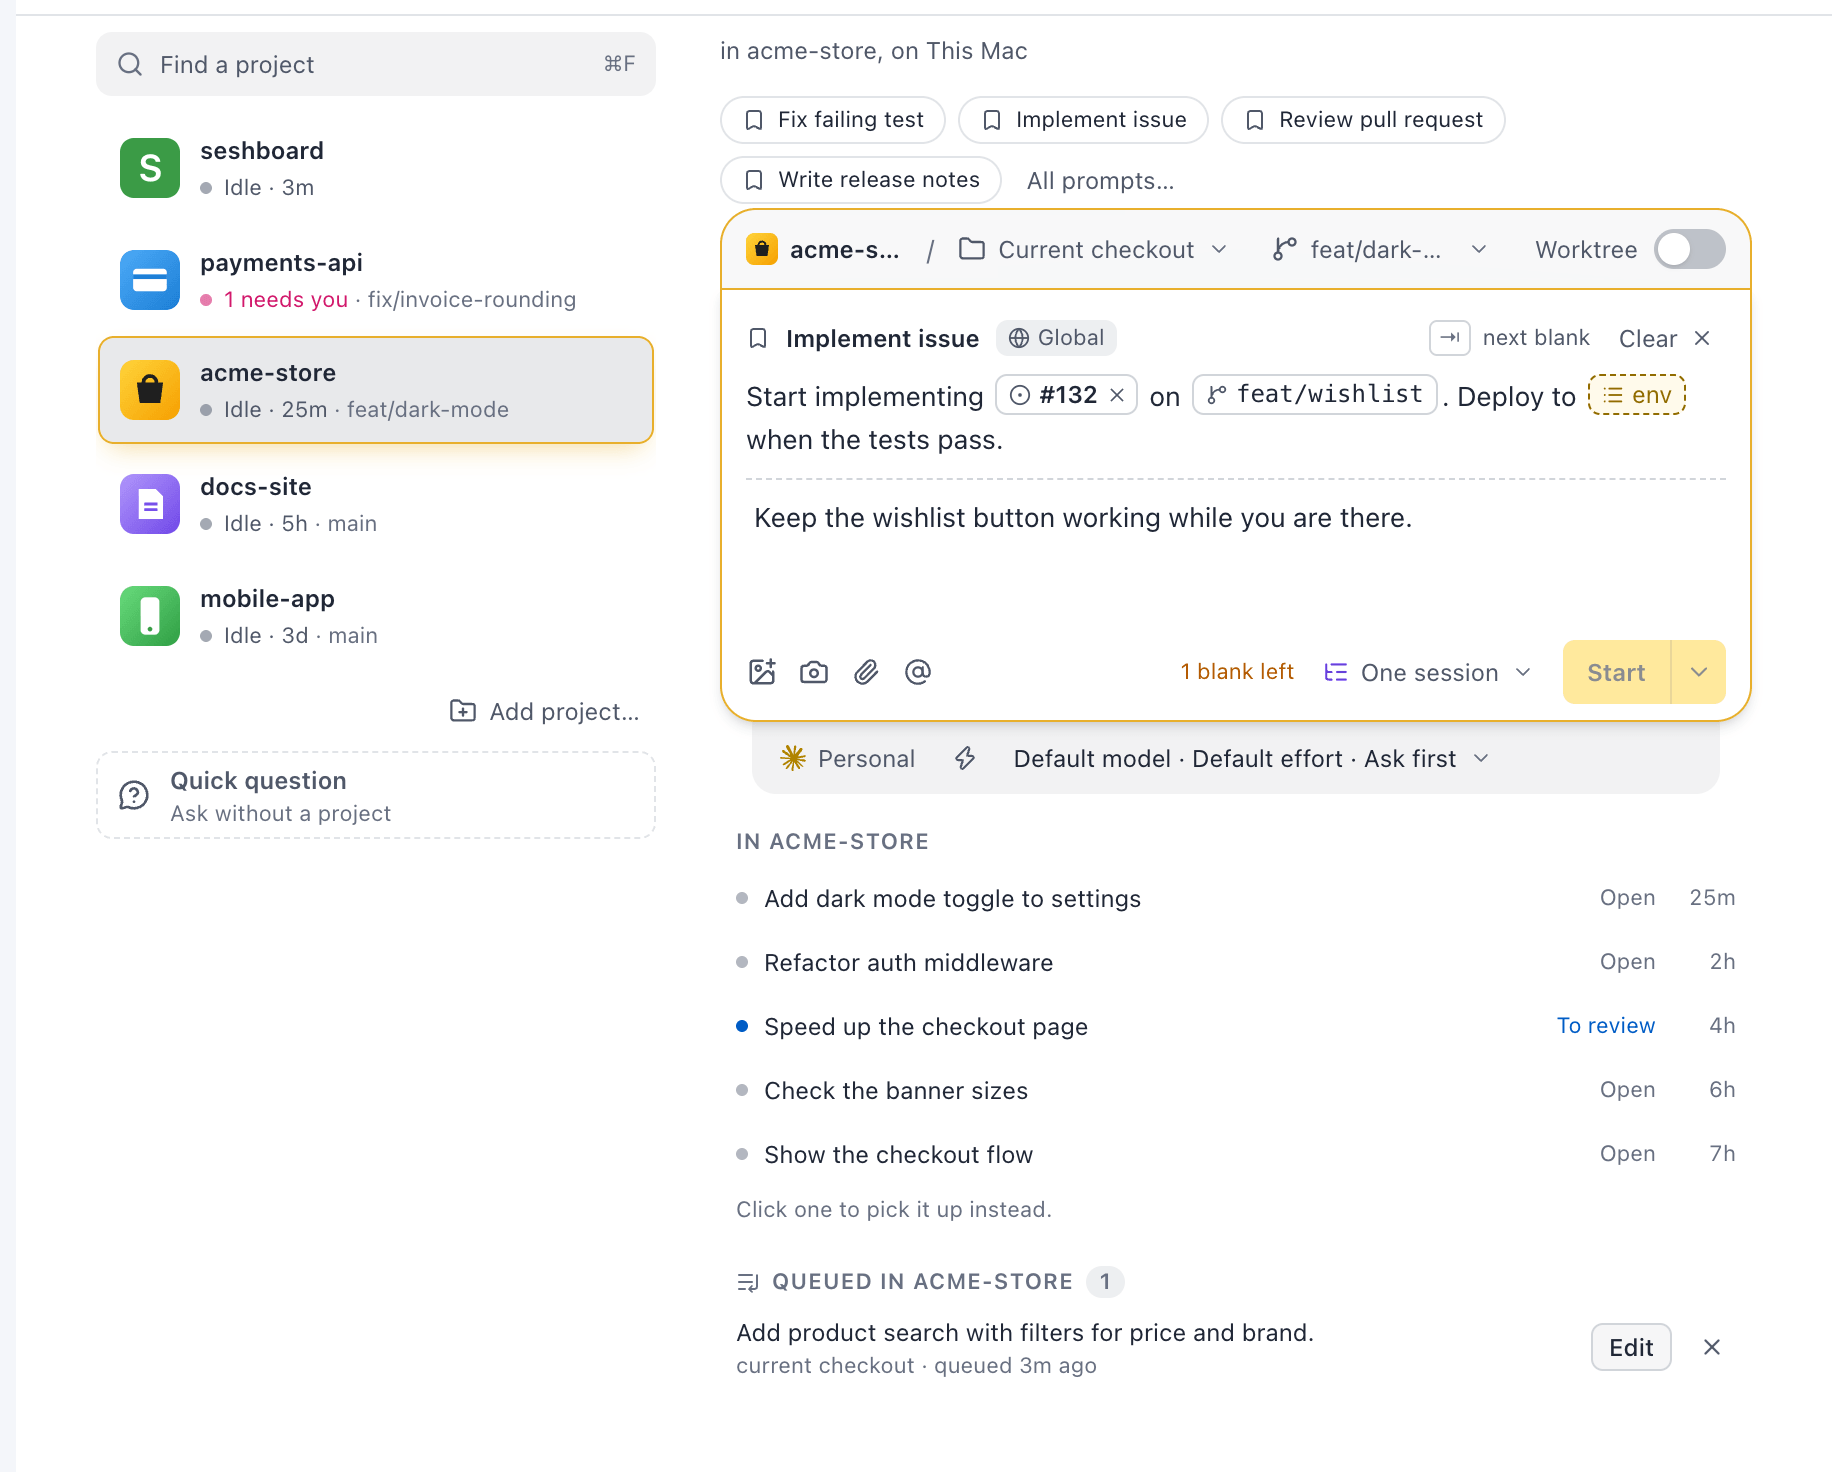 Find a project ⌘F
S
seshboard
Idle · 3m
payments-api
1 needs you · fix/invoice-rounding
acme-store
Idle · 25m · feat/dark-mode
docs-site
Idle · 5h · main
mobile-app
Idle · 3d · main
Add project...
Quick question
Ask without a project
in acme-store, on This Mac
Fix failing test
Implement issue
Review pull request
Write release notes
All prompts...
acme-s... / Current checkout feat/dark-... Worktree
Implement issue Global next blank Clear
Start implementing #132 on feat/wishlist. Deploy to env
when the tests pass.
Keep the wishlist button working while you are there.
1 blank left One session Start
Personal Default model · Default effort · Ask first
IN ACME-STORE
Add dark mode toggle to settings Open 25m
Refactor auth middleware Open 2h
Speed up the checkout page To review 4h
Check the banner sizes Open 6h
Show the checkout flow Open 7h
Click one to pick it up instead.
QUEUED IN ACME-STORE 1
Add product search with filters for price and brand.
current checkout · queued 3m ago
Edit